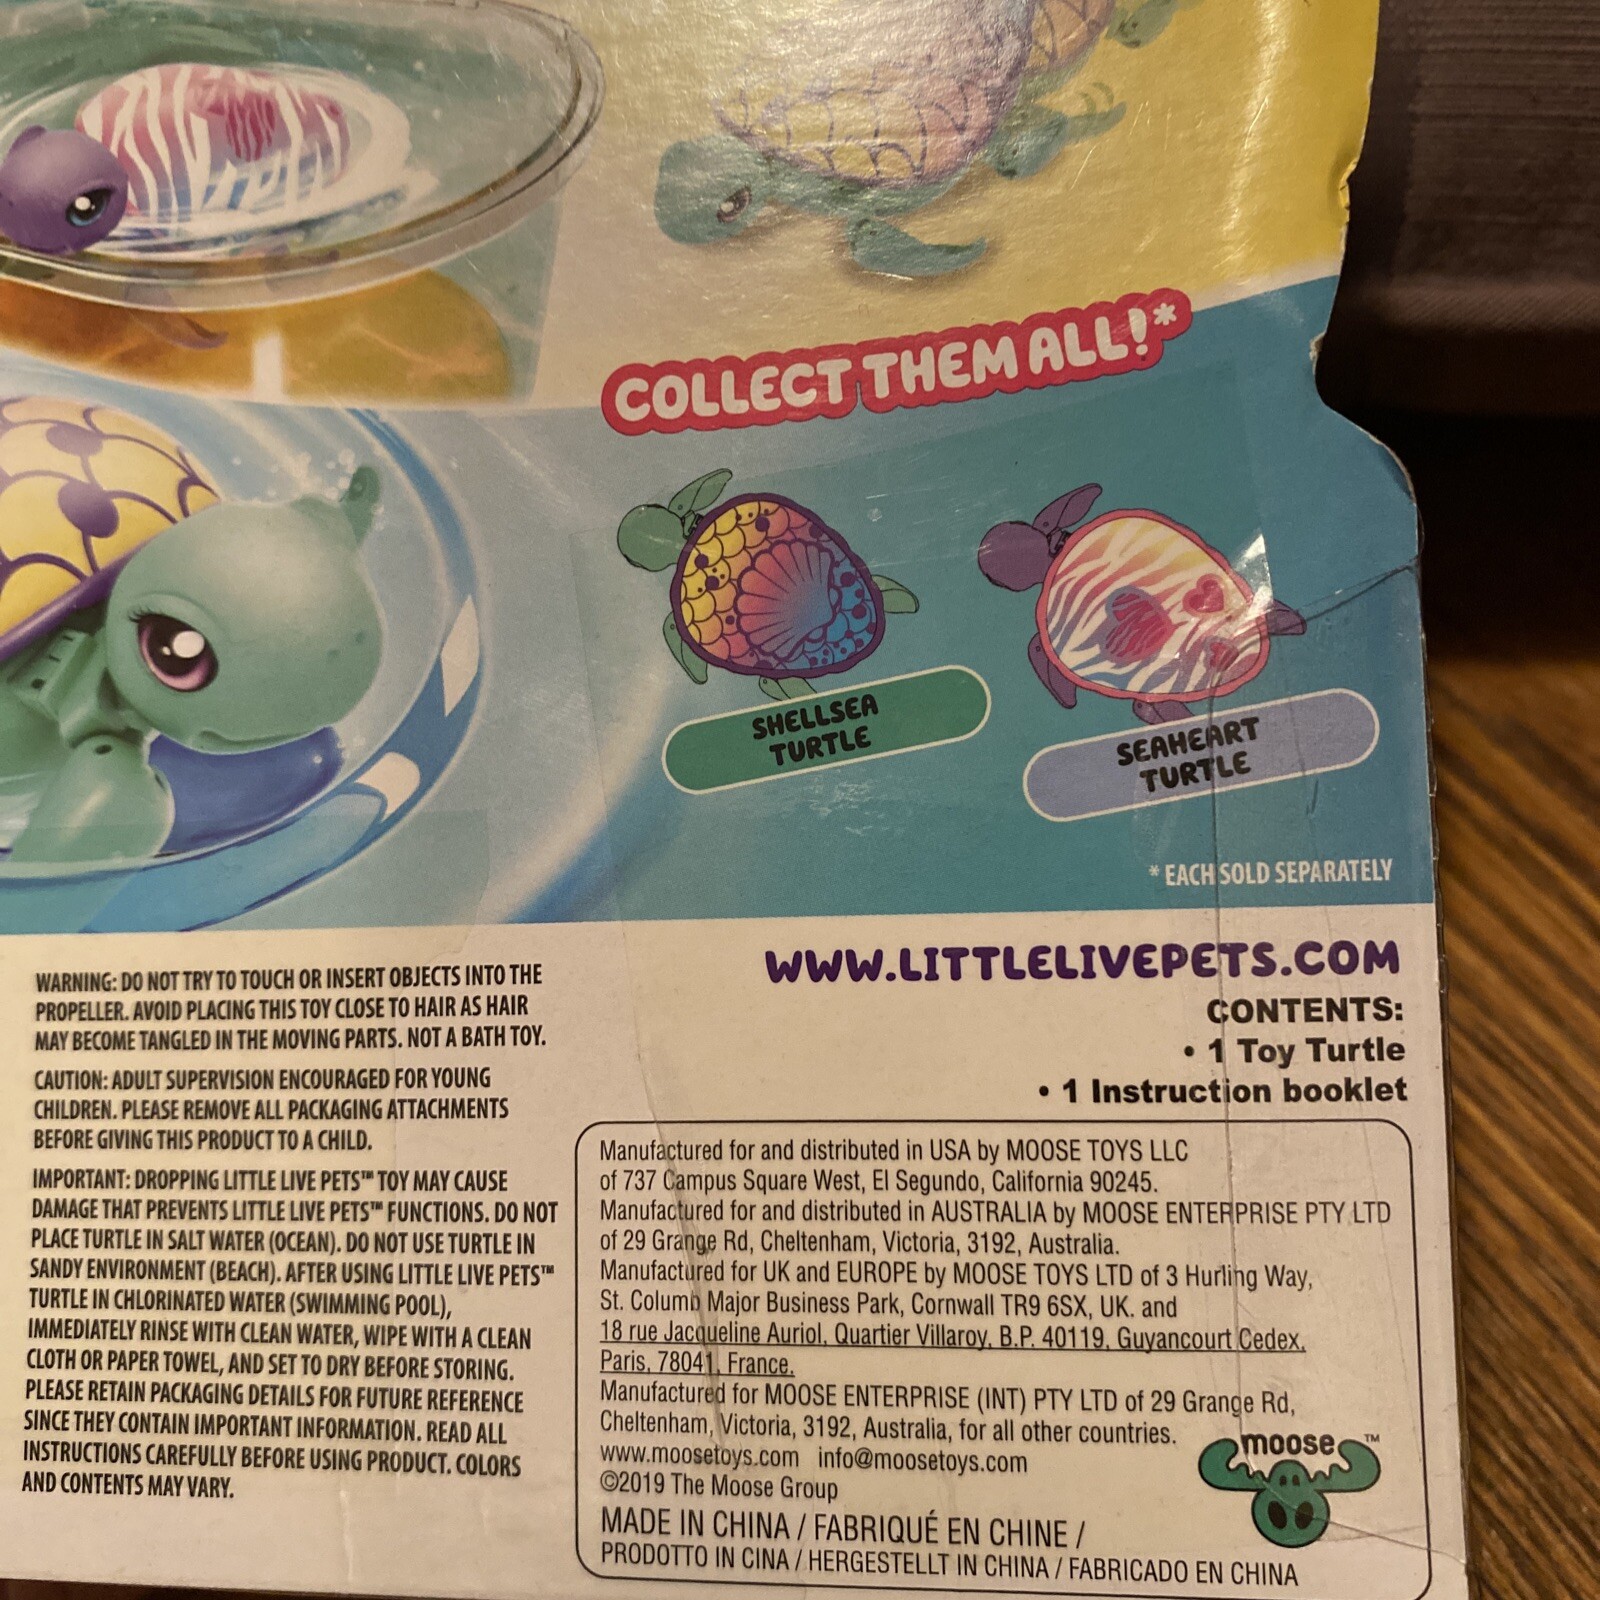 COLLECT THEM ALL!*
SHELLSEA
TURTLE
SEAHEART
TURTLE
* EACH SOLD SEPARATELY
WARNING: DO NOT TRY TO TOUCH OR INSERT OBJECTS INTO THE
PROPELLER. AVOID PLACING THIS TOY CLOSE TO HAIR AS HAIR
MAY BECOME TANGLED IN THE MOVING PARTS. NOT A BATH TOY.
CAUTION: ADULT SUPERVISION ENCOURAGED FOR YOUNG
CHILDREN. PLEASE REMOVE ALL PACKAGING ATTACHMENTS
BEFORE GIVING THIS PRODUCT TO A CHILD.
IMPORTANT: DROPPING LITTLE LIVE PETS™ TOY MAY CAUSE
DAMAGE THAT PREVENTS LITTLE LIVE PETS™ FUNCTIONS. DO NOT
PLACE TURTLE IN SALT WATER (OCEAN). DO NOT USE TURTLE IN
SANDY ENVIRONMENT (BEACH). AFTER USING LITTLE LIVE PETS™
TURTLE IN CHLORINATED WATER (SWIMMING POOL),
IMMEDIATELY RINSE WITH CLEAN WATER, WIPE WITH A CLEAN
CLOTH OR PAPER TOWEL, AND SET TO DRY BEFORE STORING.
PLEASE RETAIN PACKAGING DETAILS FOR FUTURE REFERENCE
SINCE THEY CONTAIN IMPORTANT INFORMATION. READ ALL
INSTRUCTIONS CAREFULLY BEFORE USING PRODUCT. COLORS
AND CONTENTS MAY VARY.
WWW.LITTLELIVEPETS.COM
CONTENTS:
• 1 Toy Turtle
• 1 Instruction booklet
Manufactured for and distributed in USA by MOOSE TOYS LLC
of 737 Campus Square West, El Segundo, California 90245.
Manufactured for and distributed in AUSTRALIA by MOOSE ENTERPRISE PTY LTD
of 29 Grange Rd, Cheltenham, Victoria, 3192, Australia.
Manufactured for UK and EUROPE by MOOSE TOYS LTD of 3 Hurling Way,
St. Columb Major Business Park, Cornwall TR9 6SX, UK. and
18 rue Jacqueline Auriol, Quartier Villaroy, B.P. 40119, Guyancourt Cedex,
Paris, 78041, France.
Manufactured for MOOSE ENTERPRISE (INT) PTY LTD of 29 Grange Rd,
Cheltenham, Victoria, 3192, Australia, for all other countries.
www.moosetoys.com info@moosetoys.com
©2019 The Moose Group
MADE IN CHINA / FABRIQUÉ EN CHINE /
PRODOTTO IN CINA / HERGESTELLT IN CHINA / FABRICADO EN CHINA
moose™